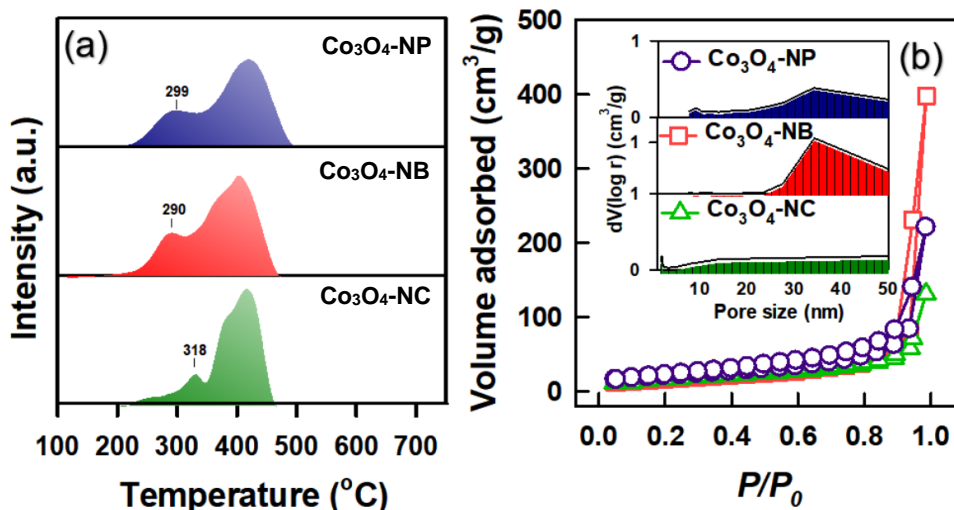 (a)
Co₃O₄-NP
299
Co₃O₄-NB
290
Co₃O₄-NC
318
Intensity (a.u.)
100 200 300 400 500 600 700
Temperature (°C)
(b)
Volume adsorbed (cm³/g)
500
400
300
200
100
0
0.0 0.2 0.4 0.6 0.8 1.0
P/P₀
dV(log r) (cm³/g)
1
Co₃O₄-NP
0
1
Co₃O₄-NB
1
Co₃O₄-NC
0
10 20 30 40 50
Pore size (nm)